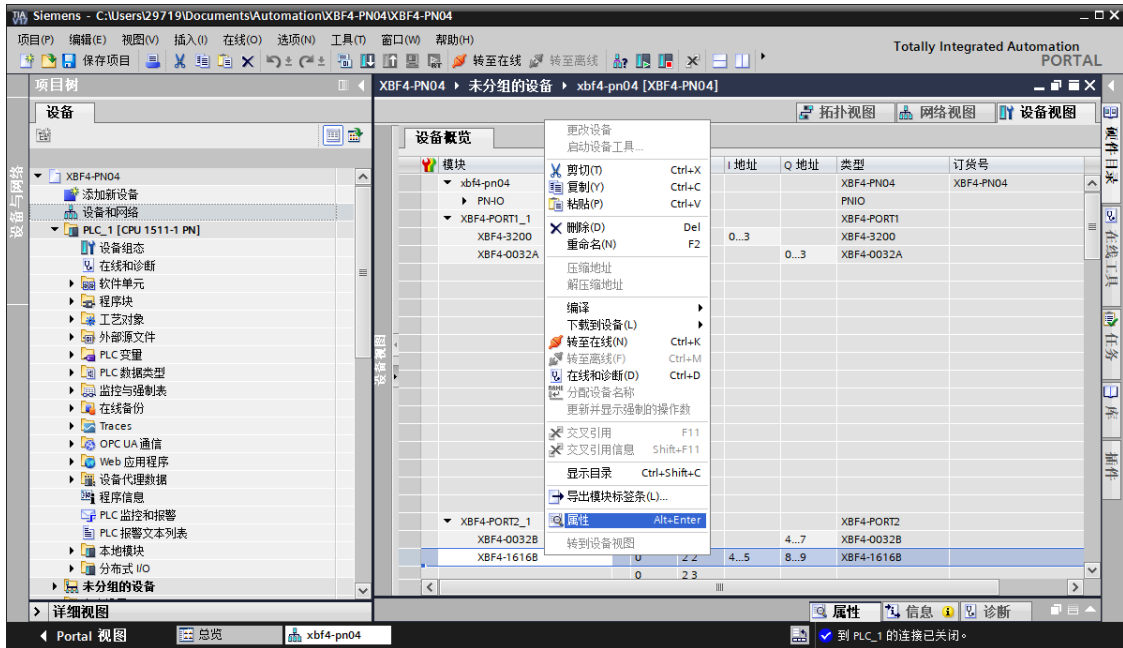 Siemens - C:\Users\29719\Documents\Automation\XBF4-PN04\XBF4-PN04
项目(P) 编辑(E) 视图(V) 插入(I) 在线(O) 选项(N) 工具(T) 窗口(W) 帮助(H)
Totally Integrated Automation
PORTAL
保存项目 转至在线 转至离线
项目树
XBF4-PN04 ▸ 未分组的设备 ▸ xbf4-pn04 [XBF4-PN04]
设备
拓扑视图 网络视图 设备视图
设备概览
模块 I 地址 Q 地址 类型 订货号
xbf4-pn04 XBF4-PN04 XBF4-PN04
PN-IO PNIO
XBF4-PORT1_1 XBF4-PORT1
XBF4-3200 0...3 XBF4-3200
XBF4-0032A 0...3 XBF4-0032A
XBF4-PORT2_1 XBF4-PORT2
XBF4-0032B 4...7 XBF4-0032B
XBF4-1616B 0 2 2 4...5 8...9 XBF4-1616B
0 2 3
XBF4-PN04
添加新设备
设备和网络
PLC_1 [CPU 1511-1 PN]
设备组态
在线和诊断
软件单元
程序块
工艺对象
外部源文件
PLC 变量
PLC 数据类型
监控与强制表
在线备份
Traces
OPC UA 通信
Web 应用程序
设备代理数据
程序信息
PLC 监控和报警
PLC 报警文本列表
本地模块
分布式 I/O
未分组的设备
详细视图
更改设备
启动设备工具...
剪切(T) Ctrl+X
复制(Y) Ctrl+C
粘贴(P) Ctrl+V
删除(D) Del
重命名(N) F2
压缩地址
解压缩地址
编译
下载到设备(L)
转至在线(N) Ctrl+K
转至离线(F) Ctrl+M
在线和诊断(D) Ctrl+D
分配设备名称
更新并显示强制的操作数
交叉引用 F11
交叉引用信息 Shift+F11
显示目录 Ctrl+Shift+C
导出模块标签条(L)...
属性 Alt+Enter
转到设备视图
设备与网络
设备视图
硬件目录
在线工具
任务
库
插件
属性 信息 诊断
Portal 视图 总览 xbf4-pn04
到 PLC_1 的连接已关闭。